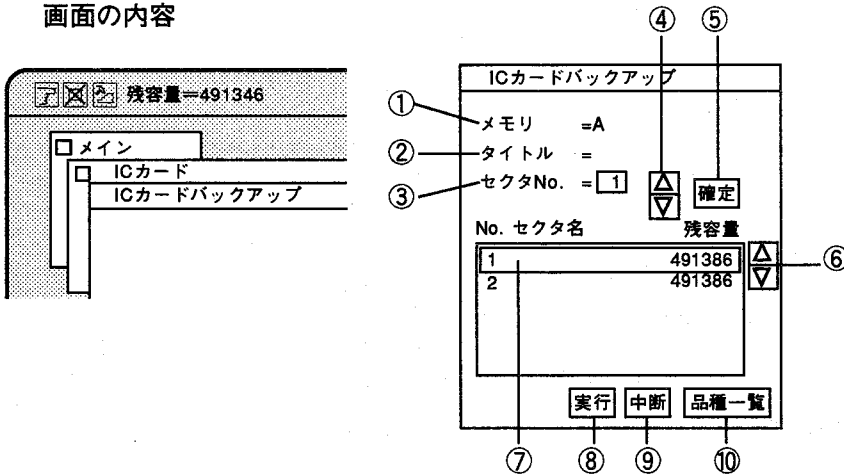 画面の内容
残容量=491346
メイン
ICカード
ICカードバックアップ
④ ⑤
ICカードバックアップ
① メモリ =A
② タイトル =
③ セクタNo. = 1 △ ▽ 確定
No. セクタ名 残容量
1 491386 △ ▽ ⑥
2 491386
実行 中断 品種一覧
⑦ ⑧ ⑨ ⑩